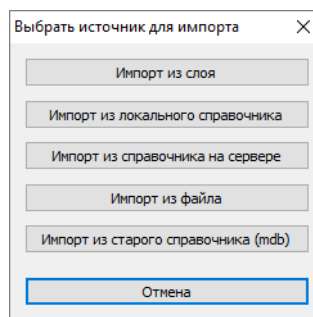 Выбрать источник для импорта
Импорт из слоя
Импорт из локального справочника
Импорт из справочника на сервере
Импорт из файла
Импорт из старого справочника (mdb)
Отмена